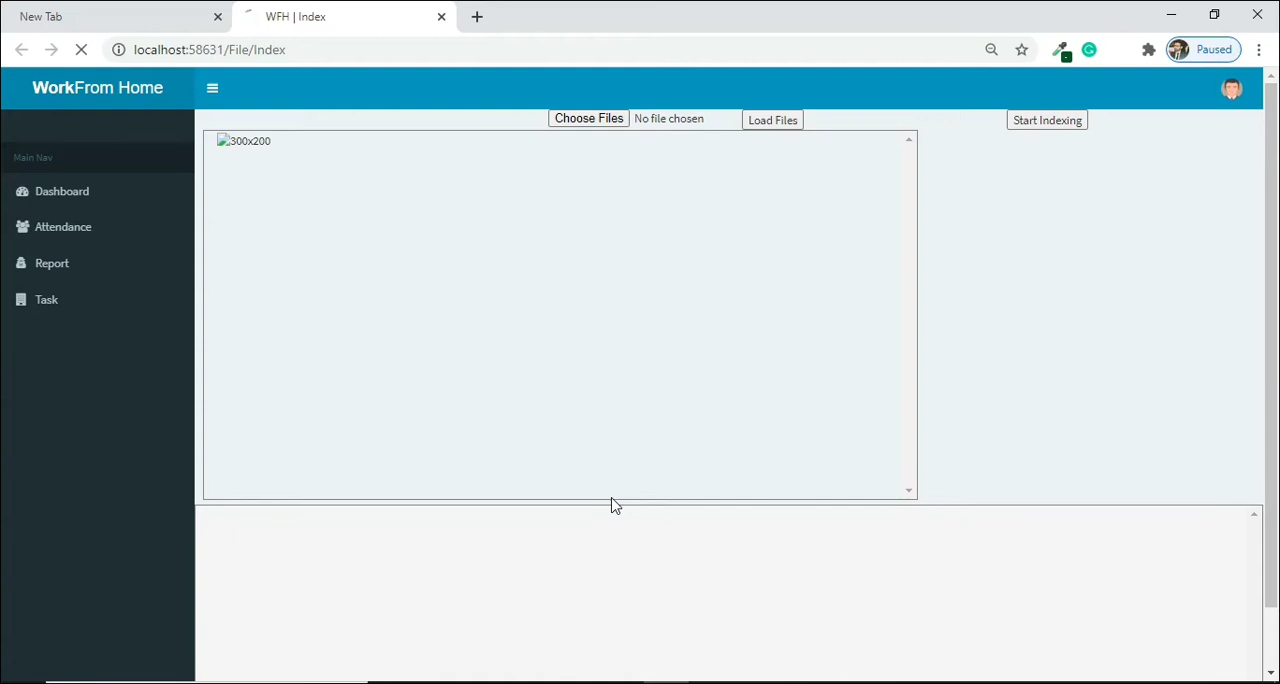 New Tab
WFH | Index
localhost:58631/File/Index
Paused
WorkFrom Home
Choose Files No file chosen
Load Files
Start Indexing
300x200
Main Nav
Dashboard
Attendance
Report
Task